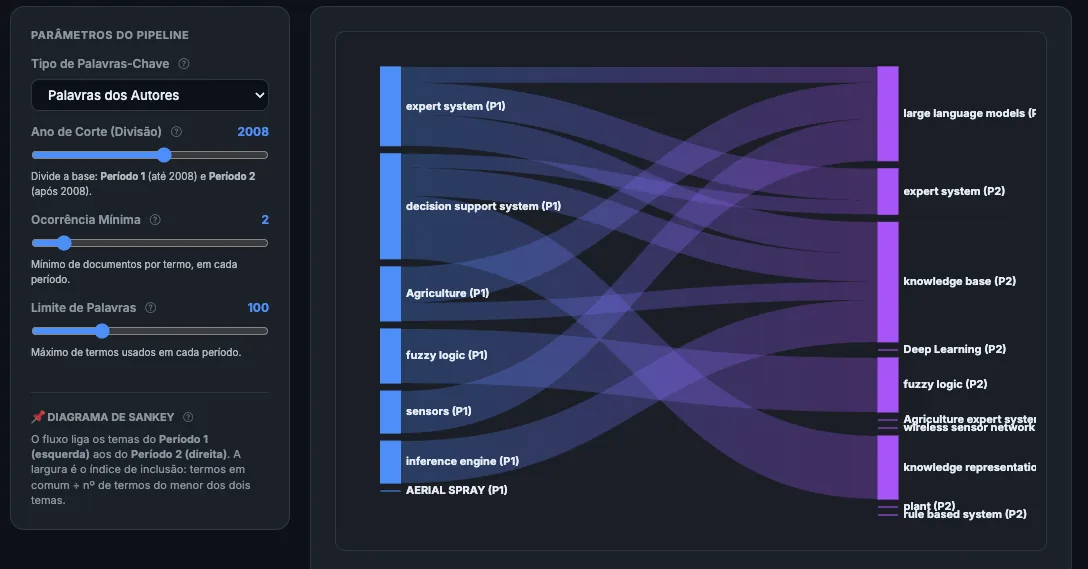 PARÂMETROS DO PIPELINE
Tipo de Palavras-Chave ?
Palavras dos Autores
Ano de Corte (Divisão) ? 2008
Divide a base: Período 1 (até 2008) e Período 2
(após 2008).
Ocorrência Mínima ? 2
Mínimo de documentos por termo, em cada
período.
Limite de Palavras ? 100
Máximo de termos usados em cada período.
📌 DIAGRAMA DE SANKEY ?
O fluxo liga os temas do Período 1
(esquerda) aos do Período 2 (direita). A
largura é o índice de inclusão: termos em
comum ÷ nº de termos do menor dos dois
temas.
expert system (P1)
decision support system (P1)
Agriculture (P1)
fuzzy logic (P1)
sensors (P1)
inference engine (P1)
AERIAL SPRAY (P1)
large language models (P
expert system (P2)
knowledge base (P2)
Deep Learning (P2)
fuzzy logic (P2)
Agriculture expert system
wireless sensor network
knowledge representatio
plant (P2)
rule based system (P2)